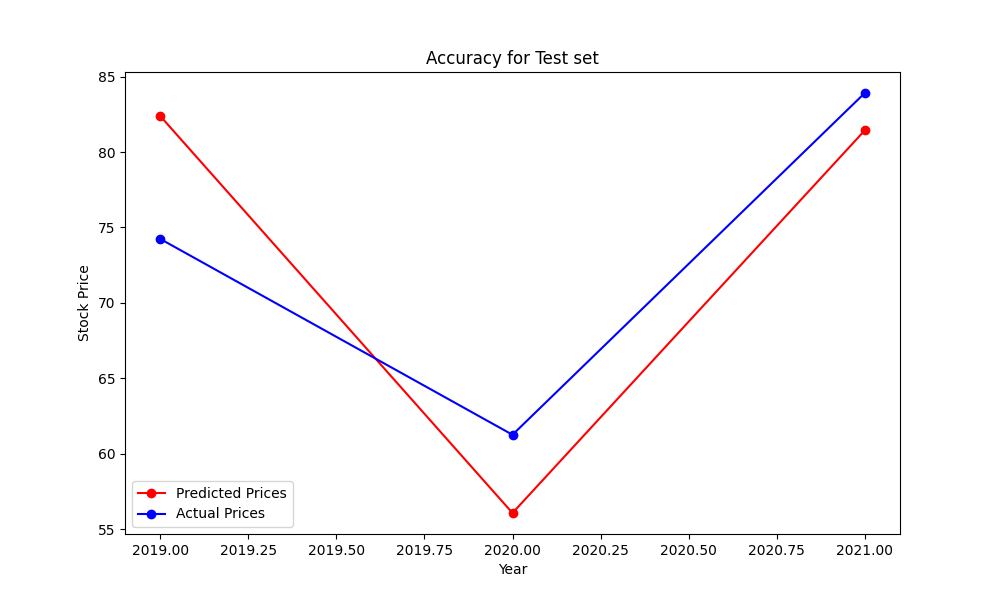 Accuracy for Test set
85
80
75
70
65
60
55
Stock Price
Predicted Prices
Actual Prices
2019.00 2019.25 2019.50 2019.75 2020.00 2020.25 2020.50 2020.75 2021.00
Year